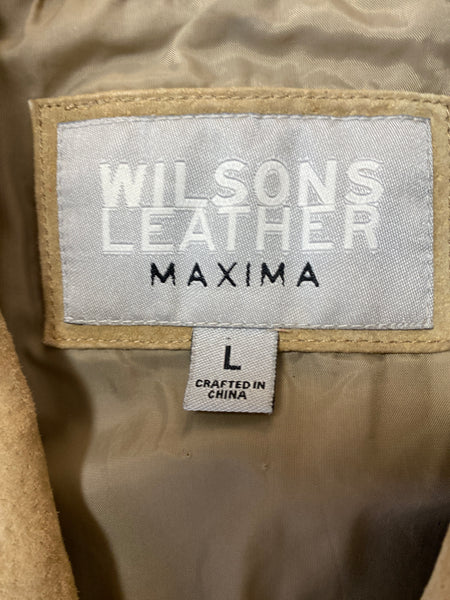 WILSONS
LEATHER
MAXIMA
L
CRAFTED IN
CHINA